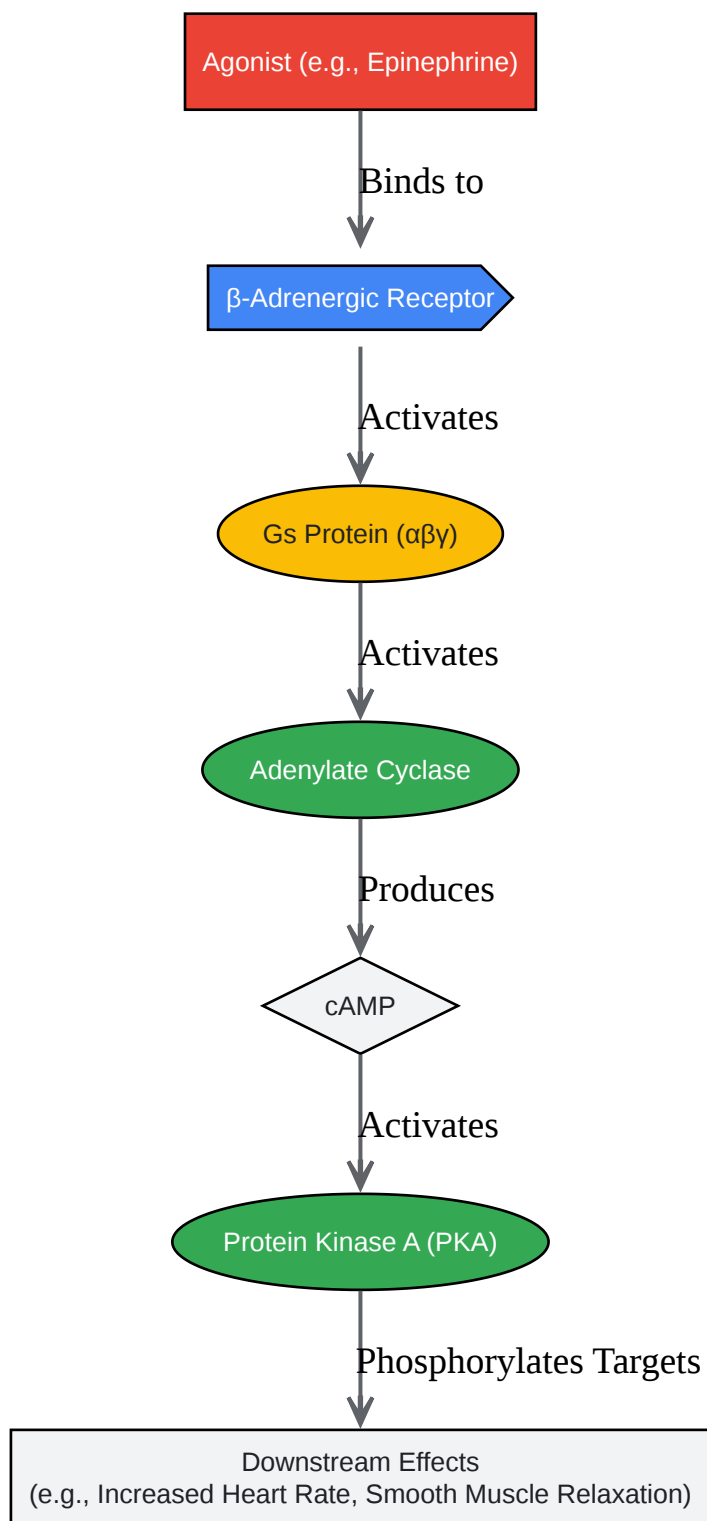 Agonist (e.g., Epinephrine)
Binds to
β-Adrenergic Receptor
Activates
Gs Protein (αβγ)
Activates
Adenylate Cyclase
Produces
cAMP
Activates
Protein Kinase A (PKA)
Phosphorylates Targets
Downstream Effects
(e.g., Increased Heart Rate, Smooth Muscle Relaxation)